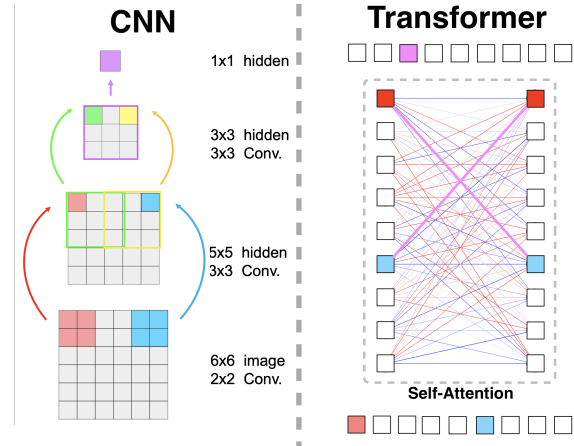 CNN
1x1 hidden
3x3 hidden
3x3 Conv.
5x5 hidden
3x3 Conv.
6x6 image
2x2 Conv.
Transformer
Self-Attention